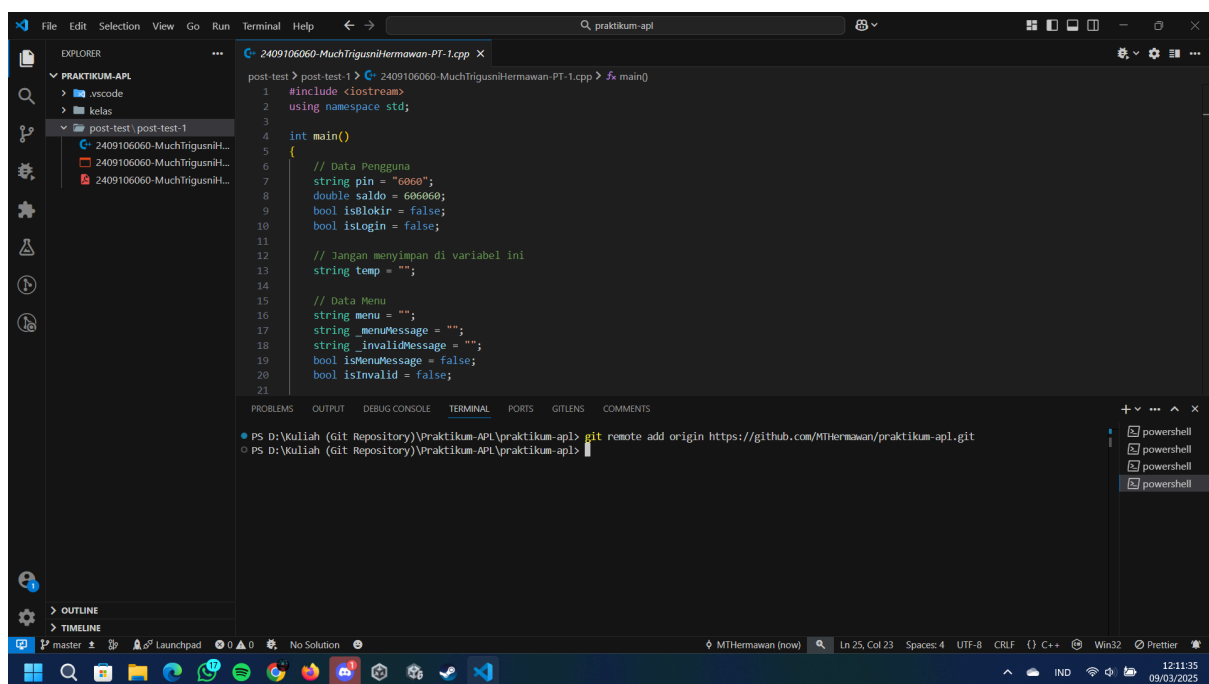 File Edit Selection View Go Run Terminal Help
praktikum-apl
EXPLORER
PRAKTIKUM-APL
.vscode
kelas
post-test\post-test-1
2409106060-MuchTrigusniH...
2409106060-MuchTrigusniH...
2409106060-MuchTrigusniH...
OUTLINE
TIMELINE
2409106060-MuchTrigusniHermawan-PT-1.cpp
post-test > post-test-1 > 2409106060-MuchTrigusniHermawan-PT-1.cpp > main()
1 #include <iostream>
2 using namespace std;
3
4 int main()
5 {
6 // Data Pengguna
7 string pin = "6060";
8 double saldo = 606060;
9 bool isBlokir = false;
10 bool isLogin = false;
11
12 // Jangan menyimpan di variabel ini
13 string temp = "";
14
15 // Data Menu
16 string menu = "";
17 string _menuMessage = "";
18 string _invalidMessage = "";
19 bool isMenuMessage = false;
20 bool isInvalid = false;
21
PROBLEMS OUTPUT DEBUG CONSOLE TERMINAL PORTS GITLENS COMMENTS
PS D:\Kuliah (Git Repository)\Praktikum-APL\praktikum-apl> git remote add origin https://github.com/MTHermawan/praktikum-apl.git
PS D:\Kuliah (Git Repository)\Praktikum-APL\praktikum-apl>
powershell
powershell
powershell
powershell
1
master Launchpad 0 0 No Solution MTHermawan (now) Ln 25, Col 23 Spaces: 4 UTF-8 CRLF {} C++ Win32 Prettier
17
IND
12:11:35
09/03/2025